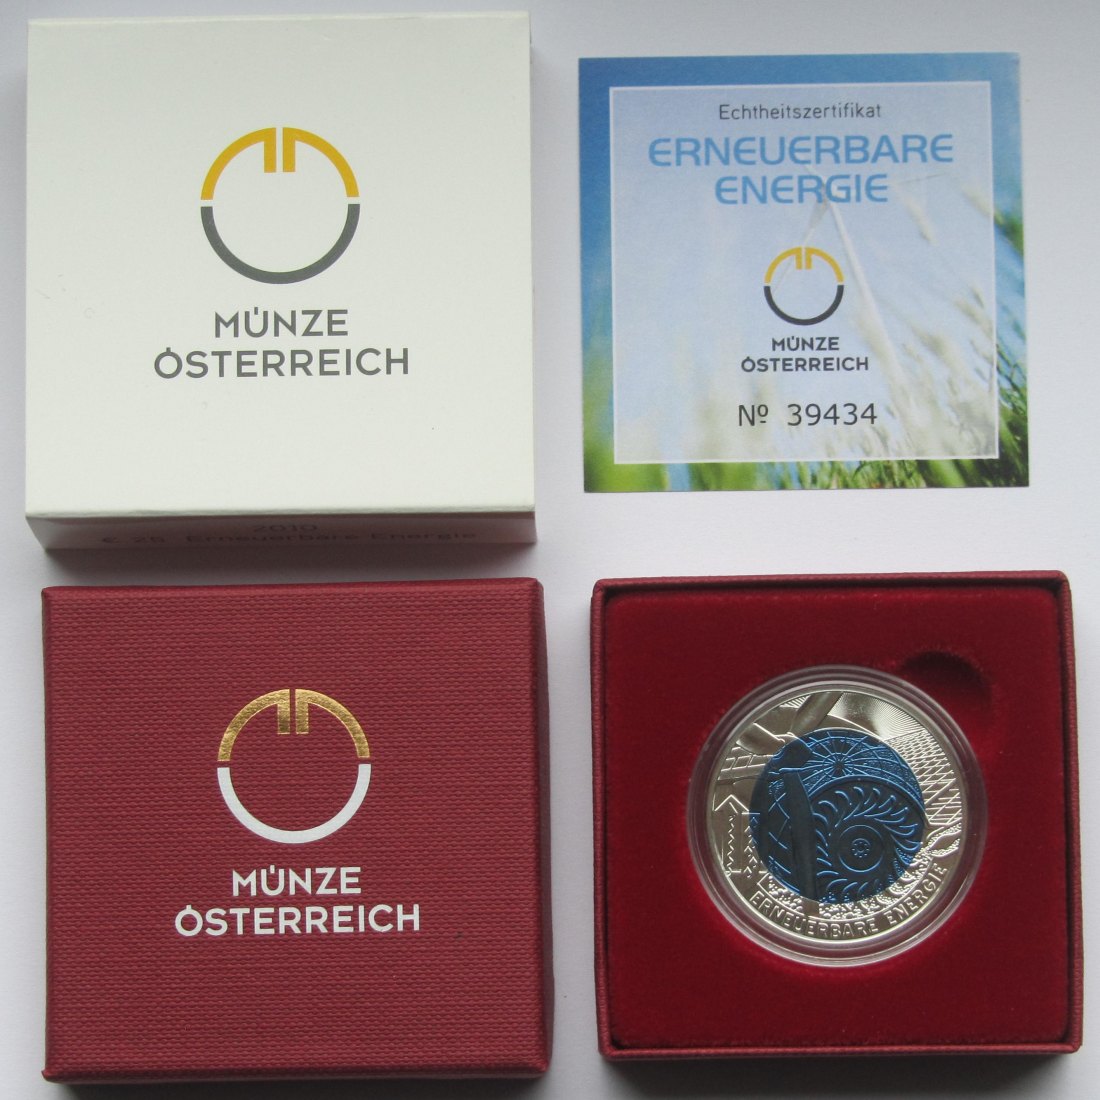 MÜNZE
ÖSTERREICH
2010
€ 25 Erneuerbare Energie
Echtheitszertifikat
ERNEUERBARE
ENERGIE
MÜNZE
ÖSTERREICH
Nº 39434
MÜNZE
ÖSTERREICH
ERNEUERBARE ENERGIE